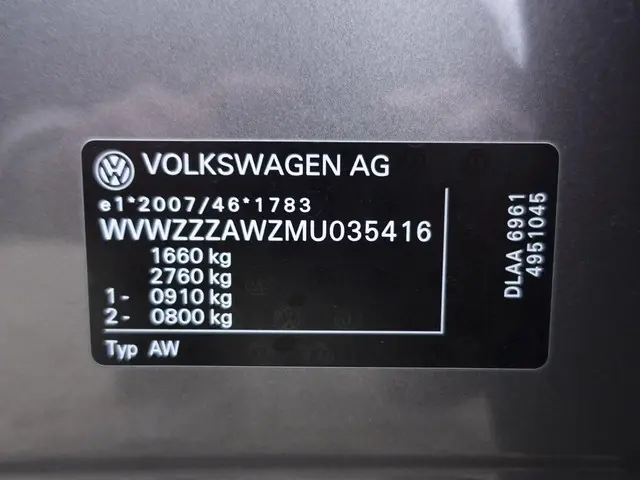 VOLKSWAGEN AG
e1*2007/46*1783
WVWZZZAWZMU035416
1660 kg
2760 kg
1- 0910 kg
2- 0800 kg
Typ AW
DLAA 6961
4951045